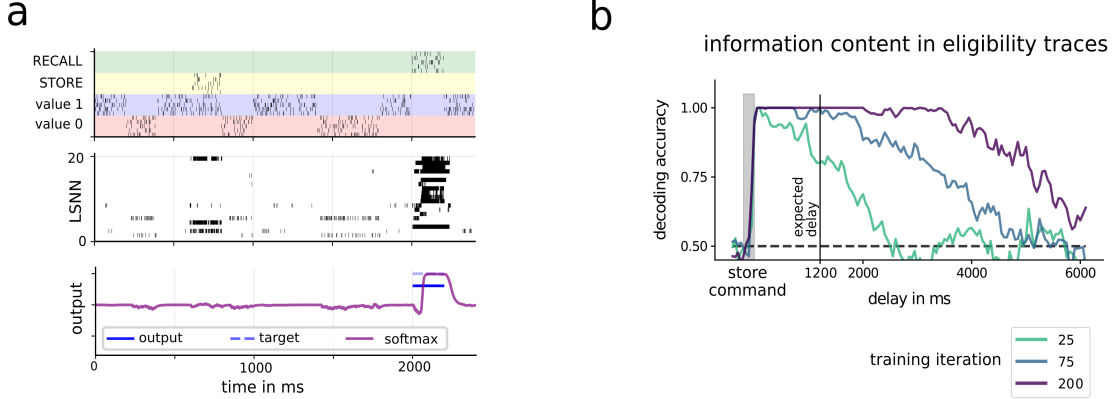 a
RECALL
STORE
value 1
value 0
20
LSNN
0
output
output target softmax
0 1000 2000
time in ms
b
information content in eligibility traces
1.00
0.75
0.50
decoding accuracy
expected
delay
store
command
1200 2000 4000 6000
delay in ms
training iteration
25
75
200